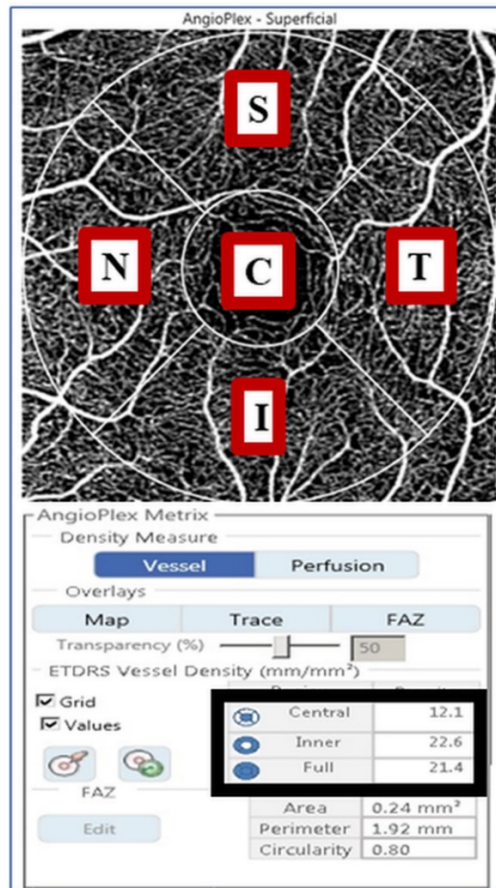 AngioPlex - Superficial
S
N C T
I
AngioPlex Metrix
Density Measure
Vessel Perfusion
Overlays
Map Trace FAZ
Transparency (%) 50
ETDRS Vessel Density (mm/mm²)
Grid
Values
Central 12.1
Inner 22.6
Full 21.4
FAZ
Edit
Area 0.24 mm²
Perimeter 1.92 mm
Circularity 0.80